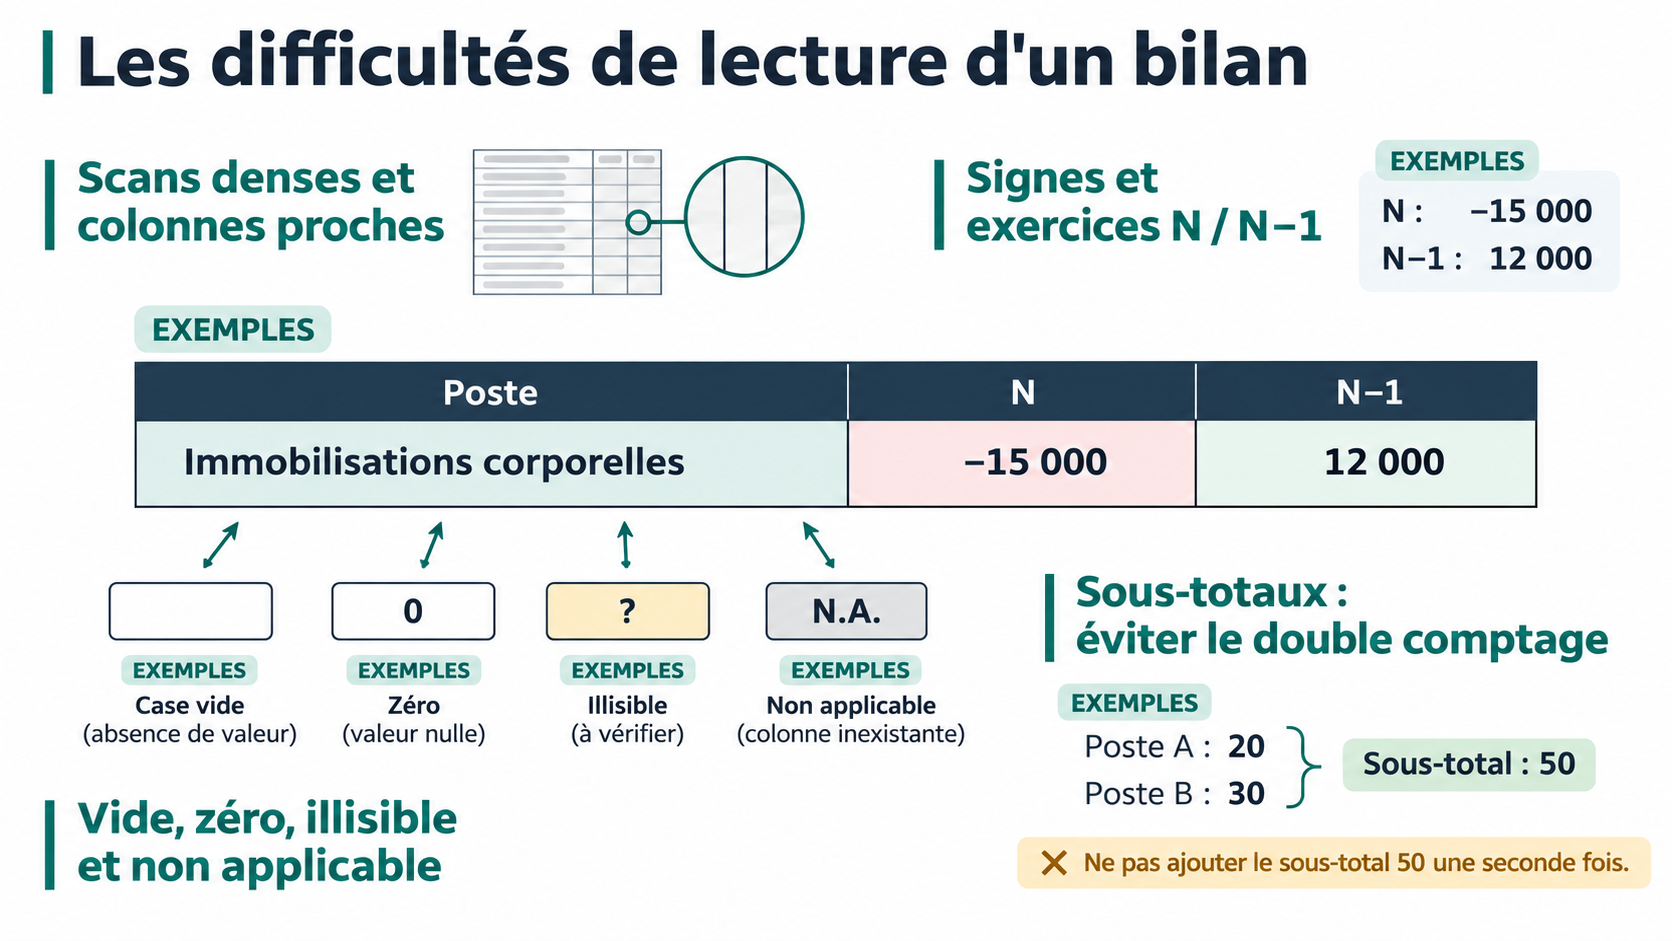 Les difficultés de lecture d'un bilan
Scans denses et
colonnes proches
Signes et
exercices N / N−1
EXEMPLES
N : −15 000
N−1 : 12 000
EXEMPLES
Poste N N−1
Immobilisations corporelles −15 000 12 000
0 ? N.A.
EXEMPLES EXEMPLES EXEMPLES EXEMPLES
Case vide Zéro Illisible Non applicable
(absence de valeur) (valeur nulle) (à vérifier) (colonne inexistante)
Vide, zéro, illisible
et non applicable
Sous-totaux :
éviter le double comptage
EXEMPLES
Poste A : 20
Poste B : 30
Sous-total : 50
Ne pas ajouter le sous-total 50 une seconde fois.